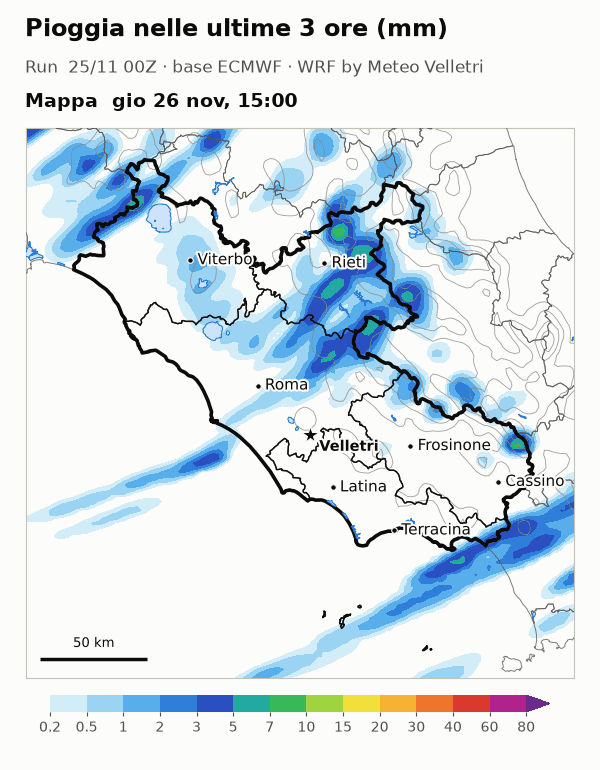 Pioggia nelle ultime 3 ore (mm)
Run  25/11 00Z · base ECMWF · WRF by Meteo Velletri
Mappa  gio 26 nov, 15:00
Viterbo
Rieti
Roma
Velletri
Frosinone
Latina
Cassino
Terracina
50 km
0.2 0.5 1 2 3 5 7 10 15 20 30 40 60 80